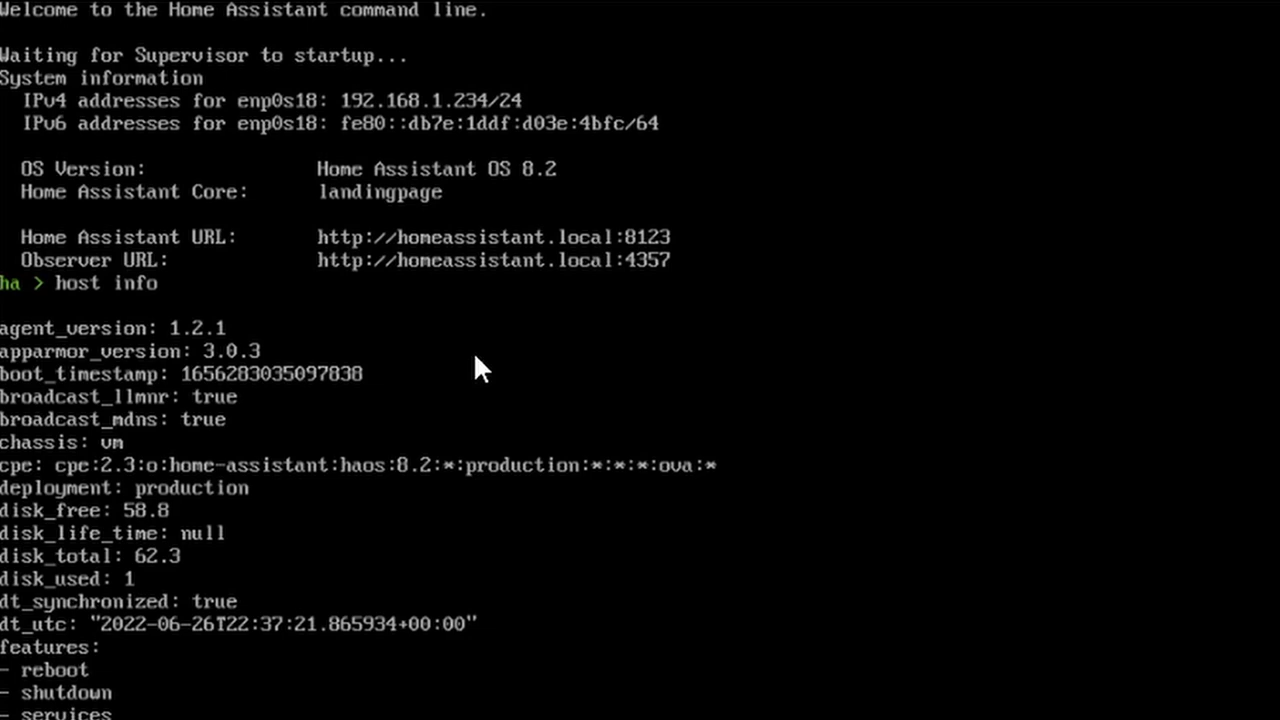 Welcome to the Home Assistant command line.
Waiting for Supervisor to startup...
System information
IPv4 addresses for enp0s18: 192.168.1.234/24
IPv6 addresses for enp0s18: fe80::db7e:1ddf:d03e:4bfc/64
OS Version: Home Assistant OS 8.2
Home Assistant Core: landingpage
Home Assistant URL: http://homeassistant.local:8123
Observer URL: http://homeassistant.local:4357
ha > host info
agent_version: 1.2.1
apparmor_version: 3.0.3
boot_timestamp: 1656283035097838
broadcast_llmnr: true
broadcast_mdns: true
chassis: vm
cpe: cpe:2.3:o:home-assistant:haos:8.2:*:production:*:*:*:ova:*
deployment: production
disk_free: 58.8
disk_life_time: null
disk_total: 62.3
disk_used: 1
dt_synchronized: true
dt_utc: "2022-06-26T22:37:21.865934+00:00"
features:
- reboot
- shutdown
- services